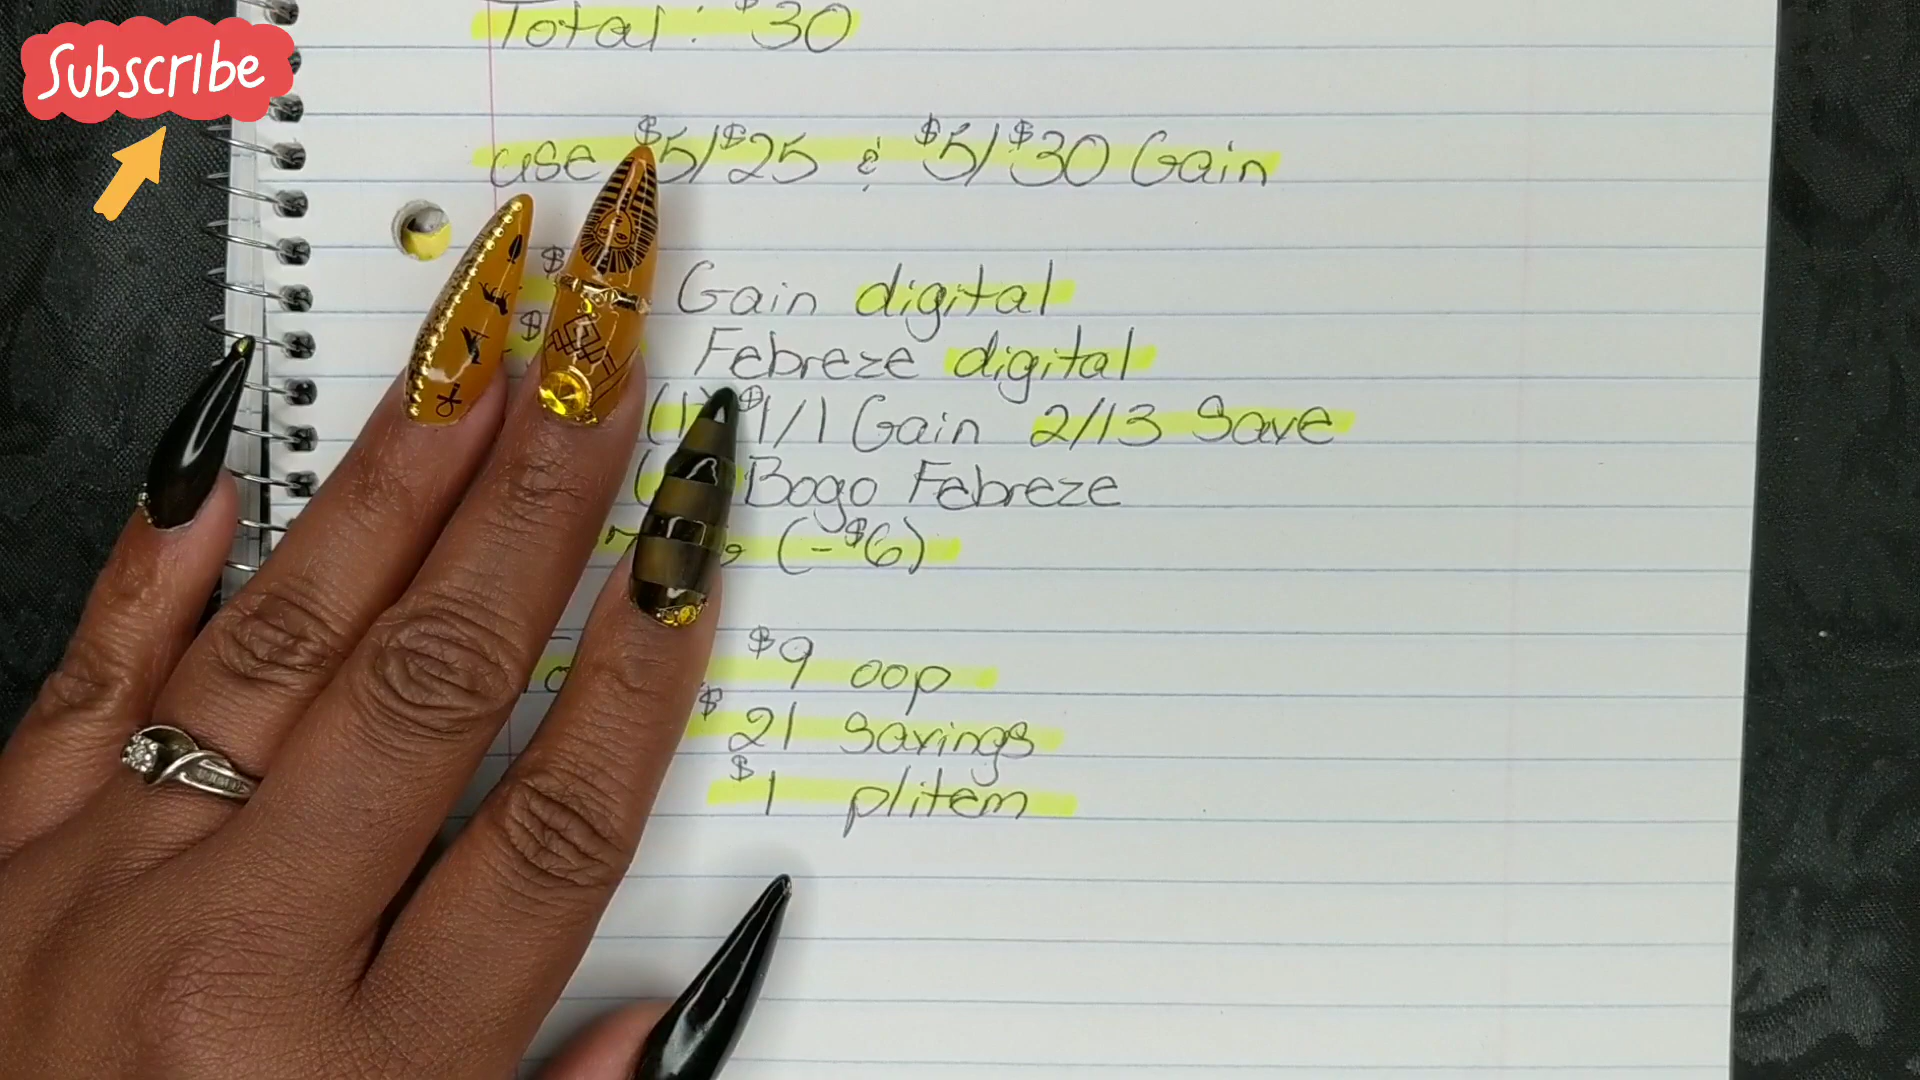 Subscribe
Total: $30
use $5/$25 & $5/$30 Gain
$ Gain digital
$ Febreze digital
(1) $1/1 Gain 2/13 Save
Bogo Febreze
(-$6)
$9 oop
$21 savings
$1 p/item